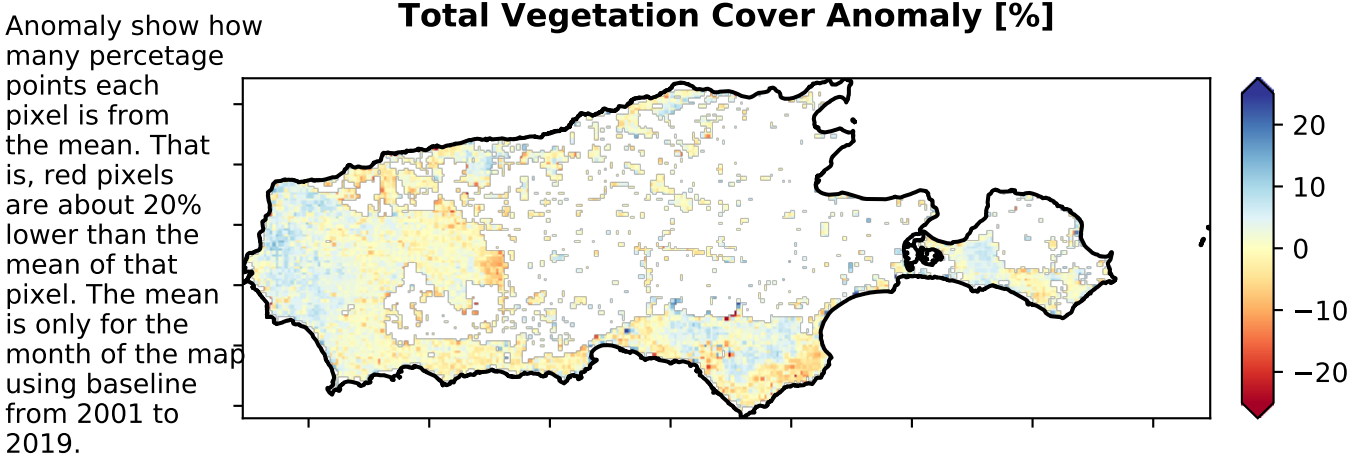 Total Vegetation Cover Anomaly [%]
Anomaly show how
many percetage
points each
pixel is from
the mean. That
is, red pixels
are about 20%
lower than the
mean of that
pixel. The mean
is only for the
month of the map
using baseline
from 2001 to
2019.
20
10
0
−10
−20